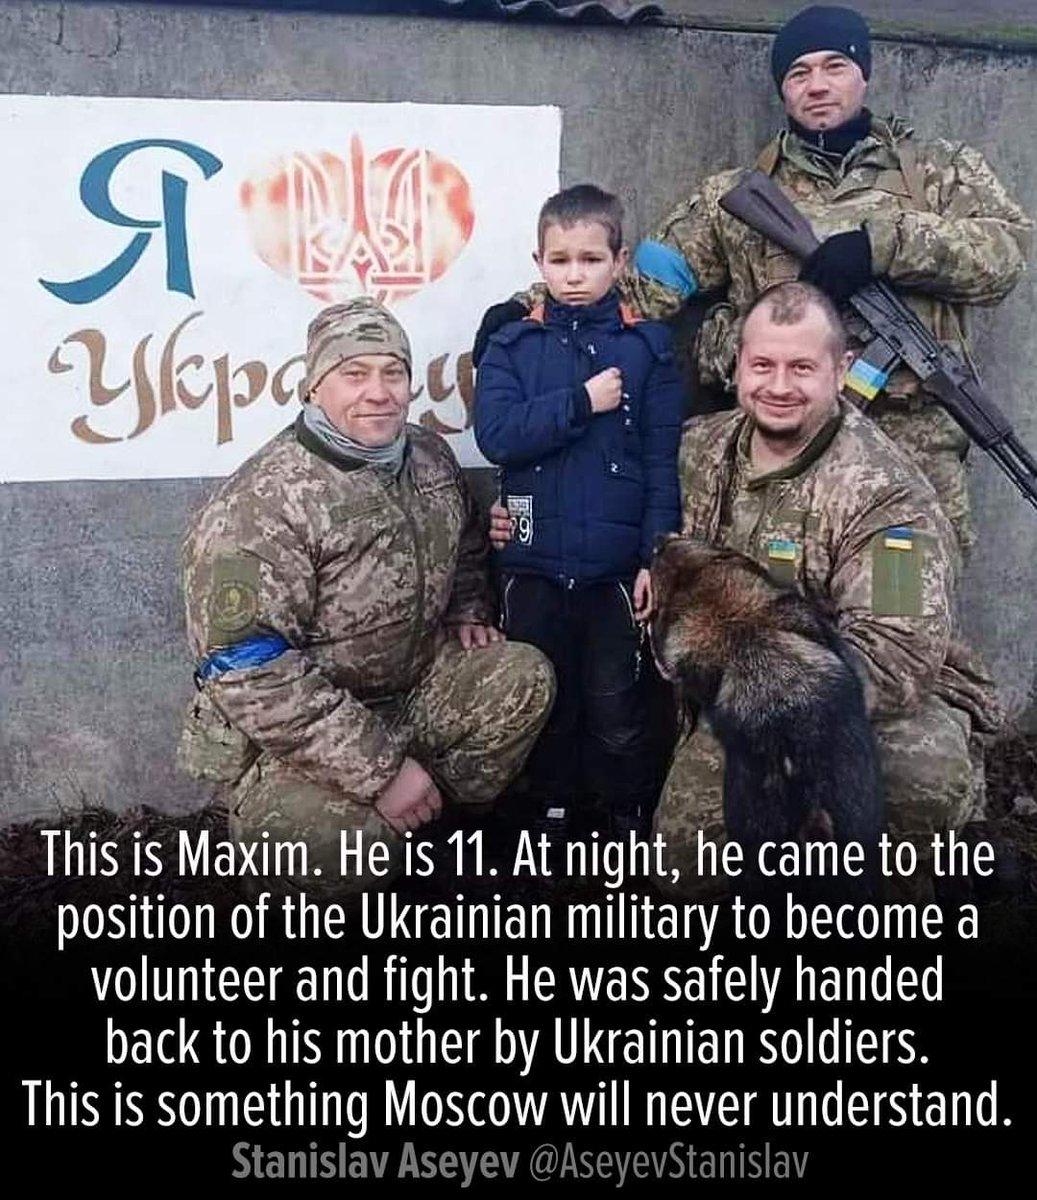 Я
Україну
This is Maxim. He is 11. At night, he came to the
position of the Ukrainian military to become a
volunteer and fight. He was safely handed
back to his mother by Ukrainian soldiers.
This is something Moscow will never understand.
Stanislav Aseyev @AseyevStanislav